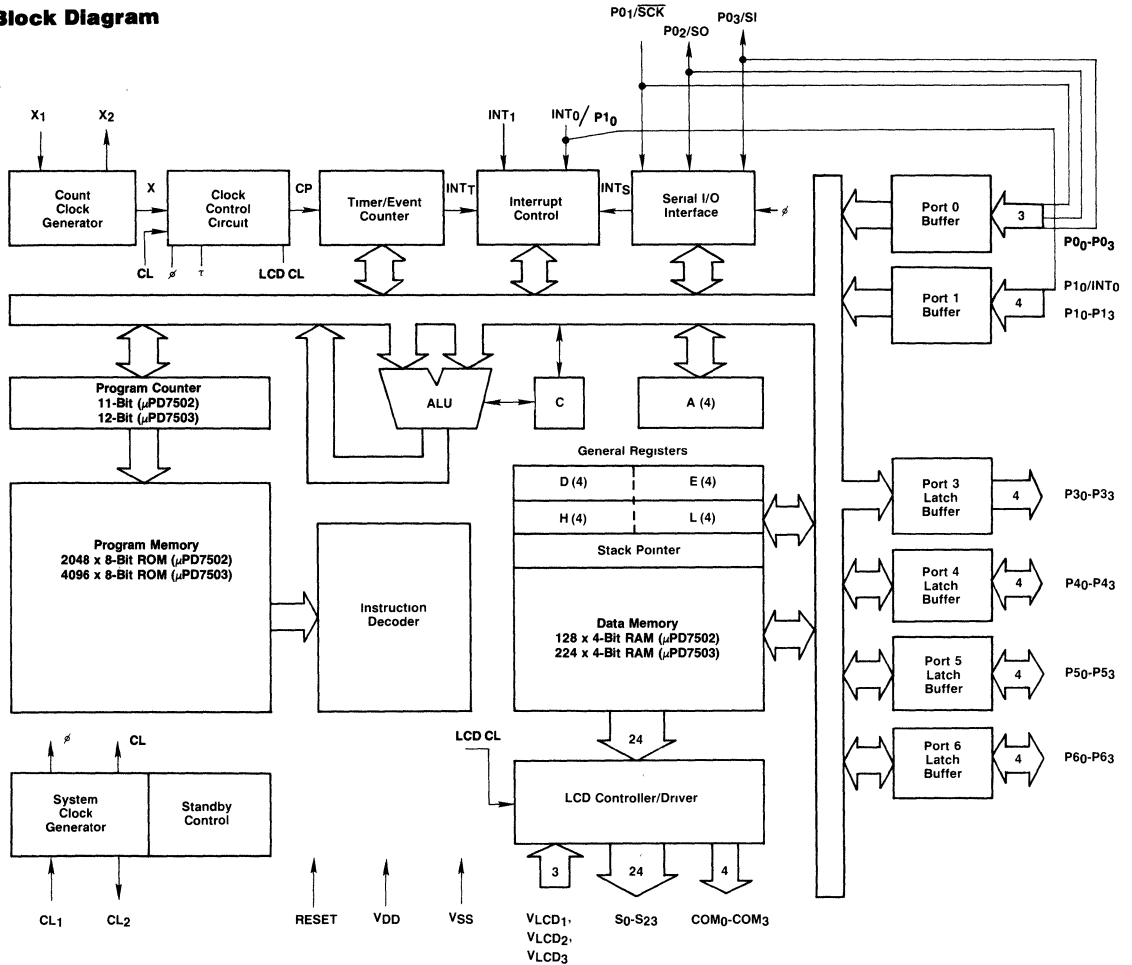 Block Diagram
P0₁/S̅C̅K̅
P0₂/SO
P0₃/SI
X₁
X₂
INT₁
INT₀/P1₀
Count
Clock
Generator
X
Clock
Control
Circuit
CP
Timer/Event
Counter
INT_T
Interrupt
Control
INT_S
Serial I/O
Interface
ø
CL
ø
τ
LCD CL
Port 0
Buffer
3
P0₀-P0₃
Port 1
Buffer
4
P1₀/INT₀
P1₀-P1₃
Program Counter
11-Bit (µPD7502)
12-Bit (µPD7503)
ALU
C
A (4)
General Registers
D (4)
E (4)
H (4)
L (4)
Stack Pointer
Program Memory
2048 x 8-Bit ROM (µPD7502)
4096 x 8-Bit ROM (µPD7503)
Instruction
Decoder
Data Memory
128 x 4-Bit RAM (µPD7502)
224 x 4-Bit RAM (µPD7503)
Port 3
Latch
Buffer
4
P3₀-P3₃
Port 4
Latch
Buffer
4
P4₀-P4₃
Port 5
Latch
Buffer
4
P5₀-P5₃
Port 6
Latch
Buffer
4
P6₀-P6₃
ø
CL
System
Clock
Generator
Standby
Control
LCD CL
24
LCD Controller/Driver
3
24
4
CL₁
CL₂
RESET
VDD
VSS
VLCD₁,
VLCD₂,
VLCD₃
S₀-S₂₃
COM₀-COM₃